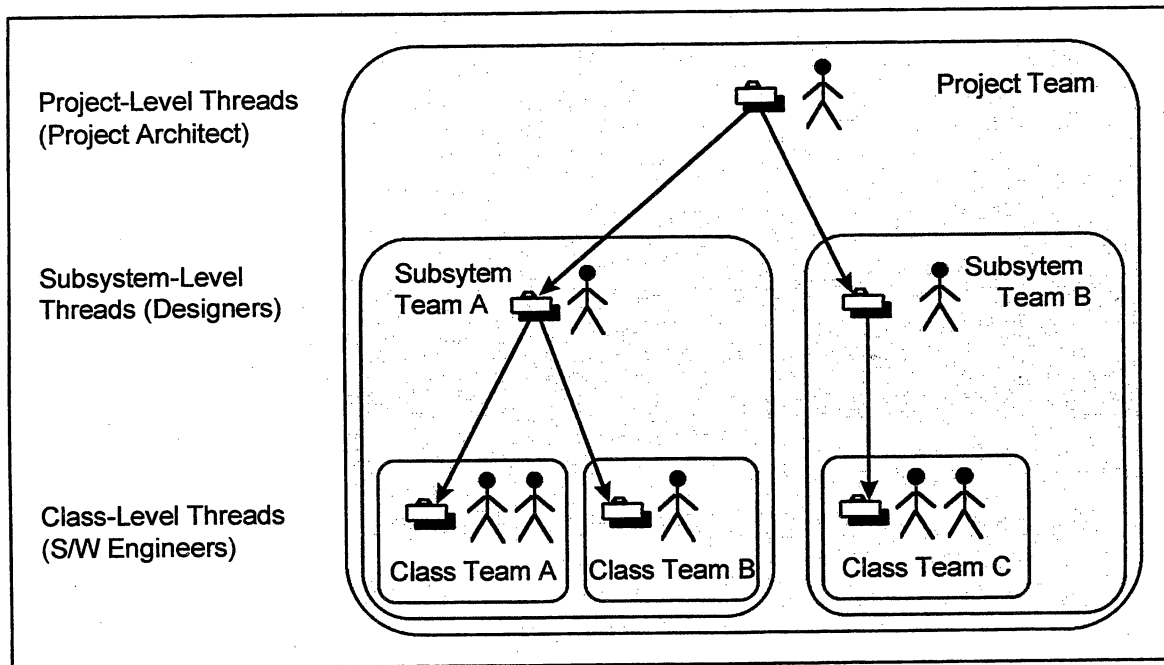 Project-Level Threads
(Project Architect)
Project Team
Subsystem-Level
Threads (Designers)
Subsytem
Team A
Subsytem
Team B
Class-Level Threads
(S/W Engineers)
Class Team A
Class Team B
Class Team C